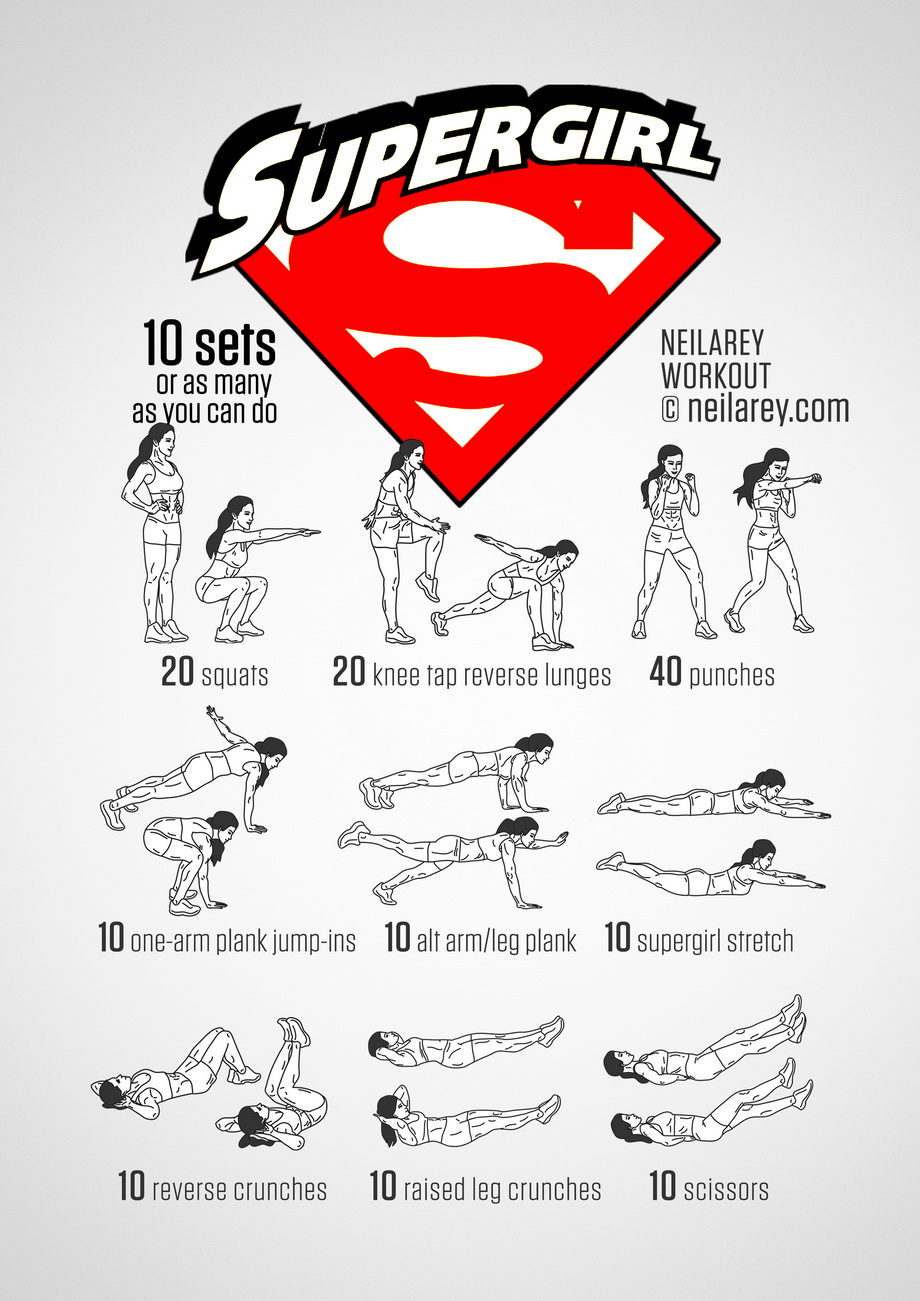 SUPERGIRL
S
10 sets
or as many
as you can do
NEILAREY
WORKOUT
© neilarey.com
20 squats
20 knee tap reverse lunges
40 punches
10 one-arm plank jump-ins
10 alt arm/leg plank
10 supergirl stretch
10 reverse crunches
10 raised leg crunches
10 scissors